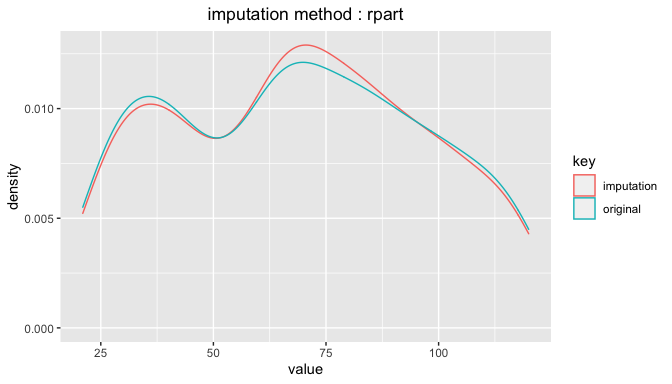 imputation method : rpart
density
0.010
0.005
0.000
25 50 75 100
value
key
imputation
original